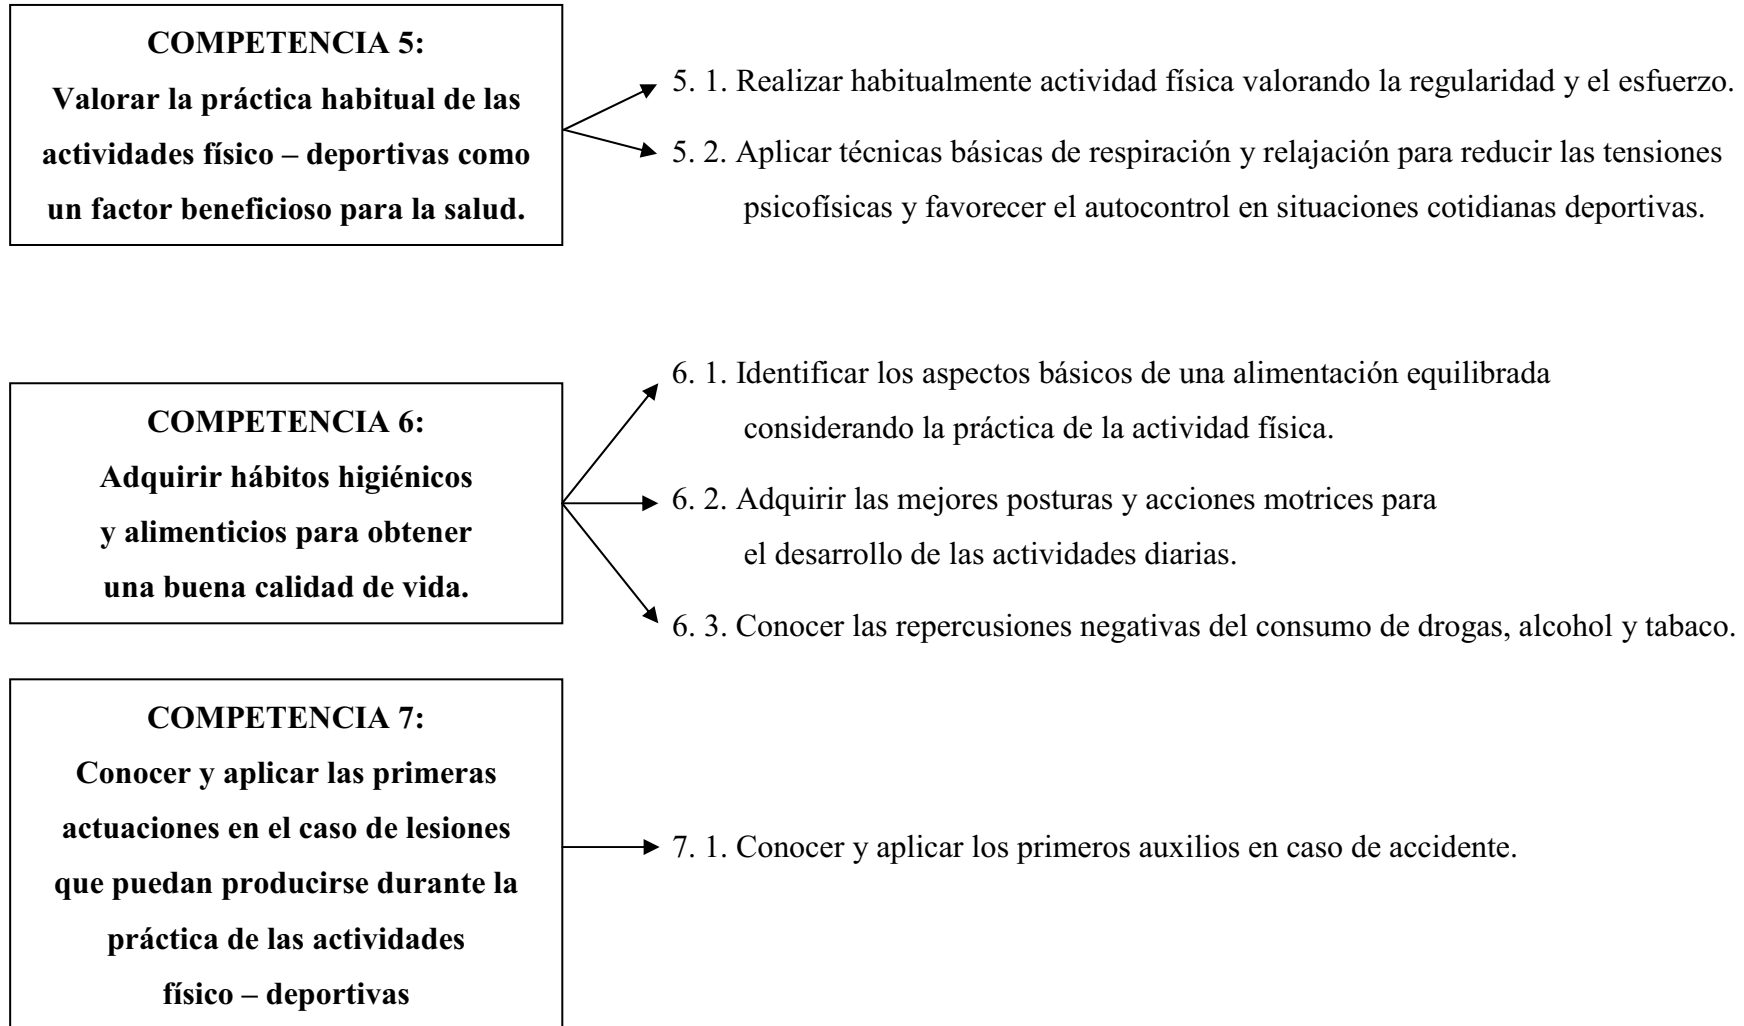 COMPETENCIA 5:
Valorar la práctica habitual de las
actividades físico – deportivas como
un factor beneficioso para la salud.
5. 1. Realizar habitualmente actividad física valorando la regularidad y el esfuerzo.
5. 2. Aplicar técnicas básicas de respiración y relajación para reducir las tensiones
psicofísicas y favorecer el autocontrol en situaciones cotidianas deportivas.
COMPETENCIA 6:
Adquirir hábitos higiénicos
y alimenticios para obtener
una buena calidad de vida.
6. 1. Identificar los aspectos básicos de una alimentación equilibrada
considerando la práctica de la actividad física.
6. 2. Adquirir las mejores posturas y acciones motrices para
el desarrollo de las actividades diarias.
6. 3. Conocer las repercusiones negativas del consumo de drogas, alcohol y tabaco.
COMPETENCIA 7:
Conocer y aplicar las primeras
actuaciones en el caso de lesiones
que puedan producirse durante la
práctica de las actividades
físico – deportivas
7. 1. Conocer y aplicar los primeros auxilios en caso de accidente.